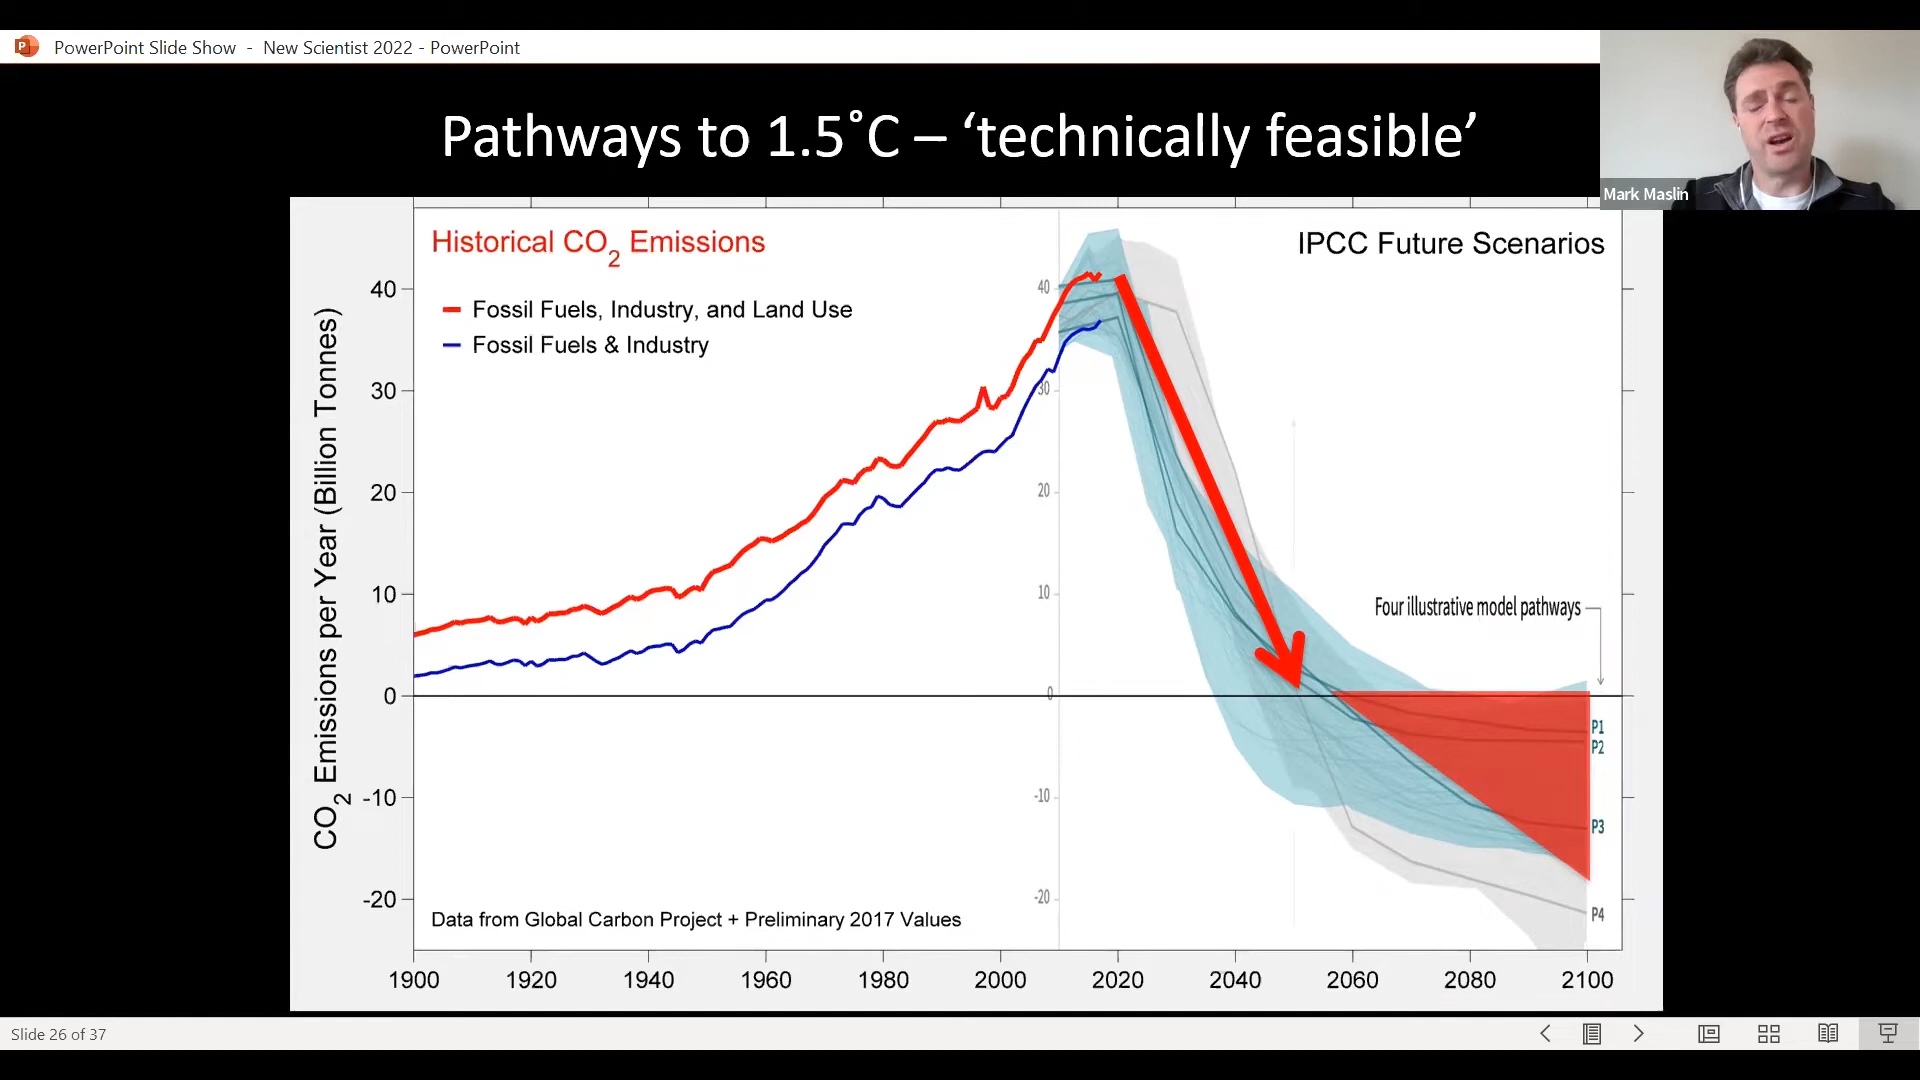 PowerPoint Slide Show - New Scientist 2022 - PowerPoint
Pathways to 1.5˚C – ‘technically feasible’
Mark Maslin
Historical CO2 Emissions
IPCC Future Scenarios
Fossil Fuels, Industry, and Land Use
Fossil Fuels & Industry
CO2 Emissions per Year (Billion Tonnes)
40
30
20
10
0
-10
-20
40
30
20
10
0
-10
-20
Four illustrative model pathways
P1
P2
P3
P4
Data from Global Carbon Project + Preliminary 2017 Values
1900 1920 1940 1960 1980 2000 2020 2040 2060 2080 2100
Slide 26 of 37